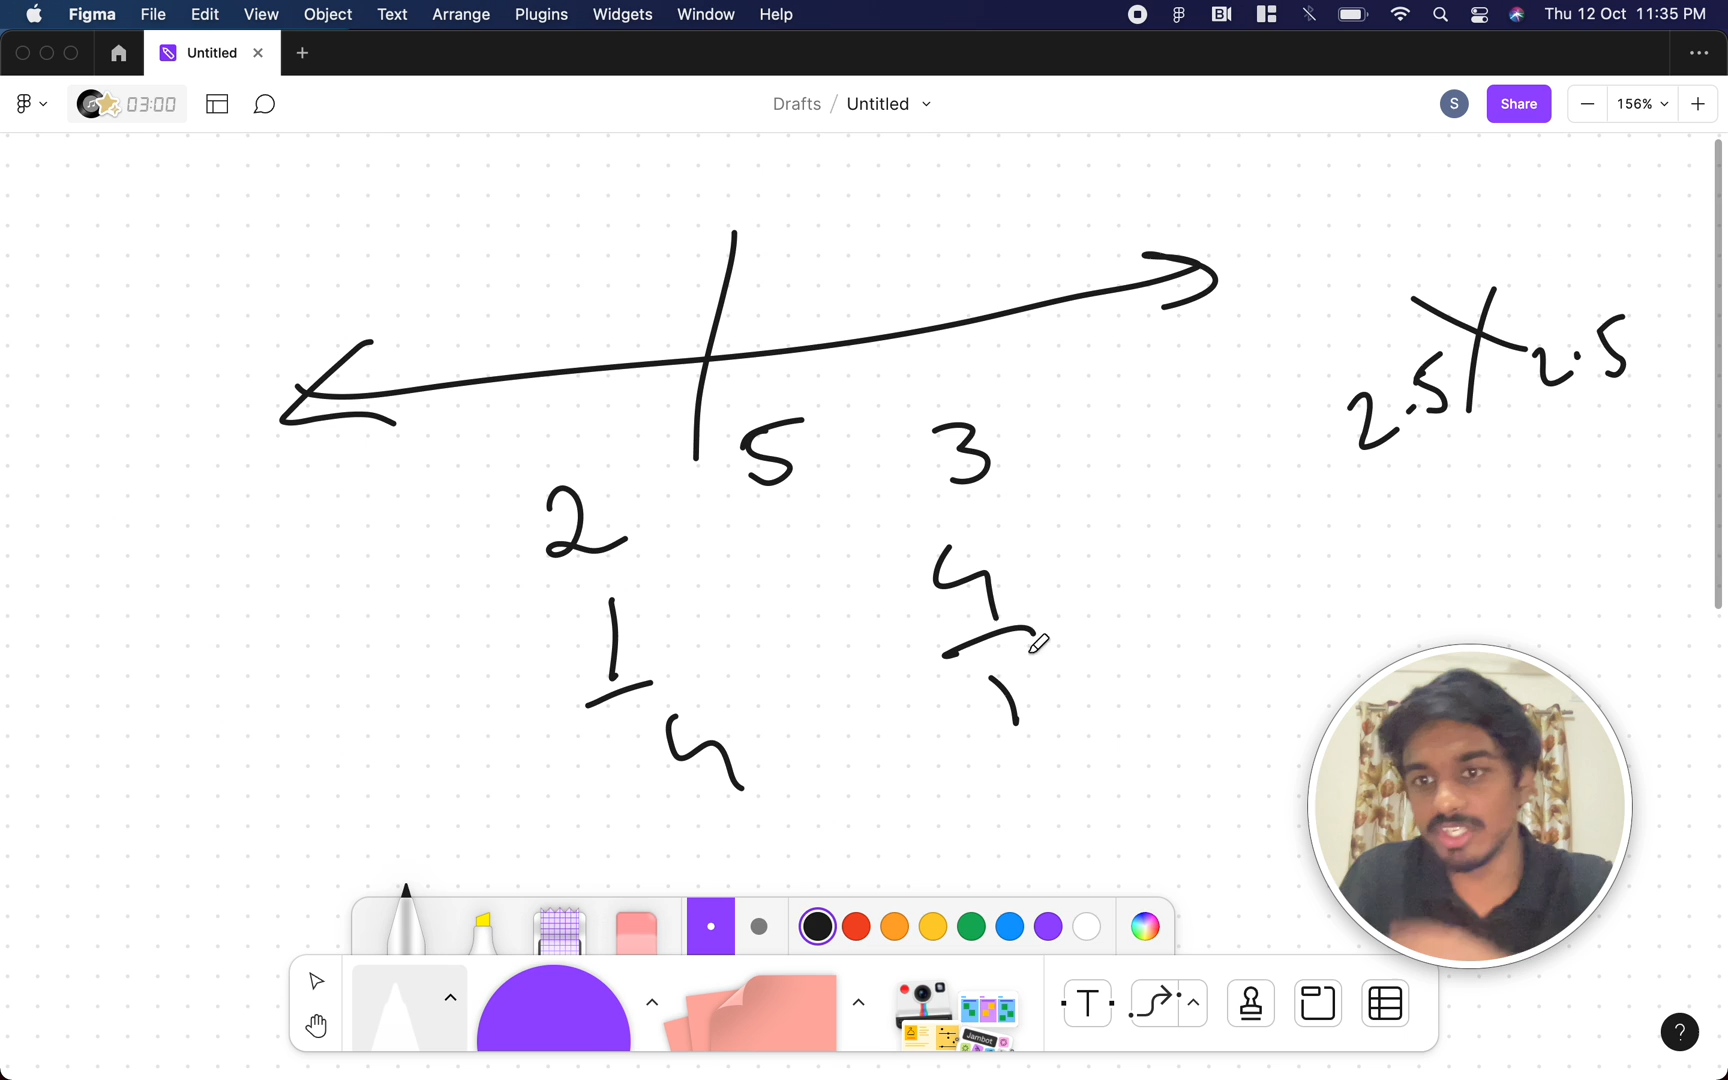 Figma File Edit View Object Text Arrange Plugins Widgets Window Help Thu 12 Oct 11:35 PM
Untitled
03:00 Drafts / Untitled S Share 156%
5 3
2
1
4
4
1
2.5 2.5
T
Jambot
?